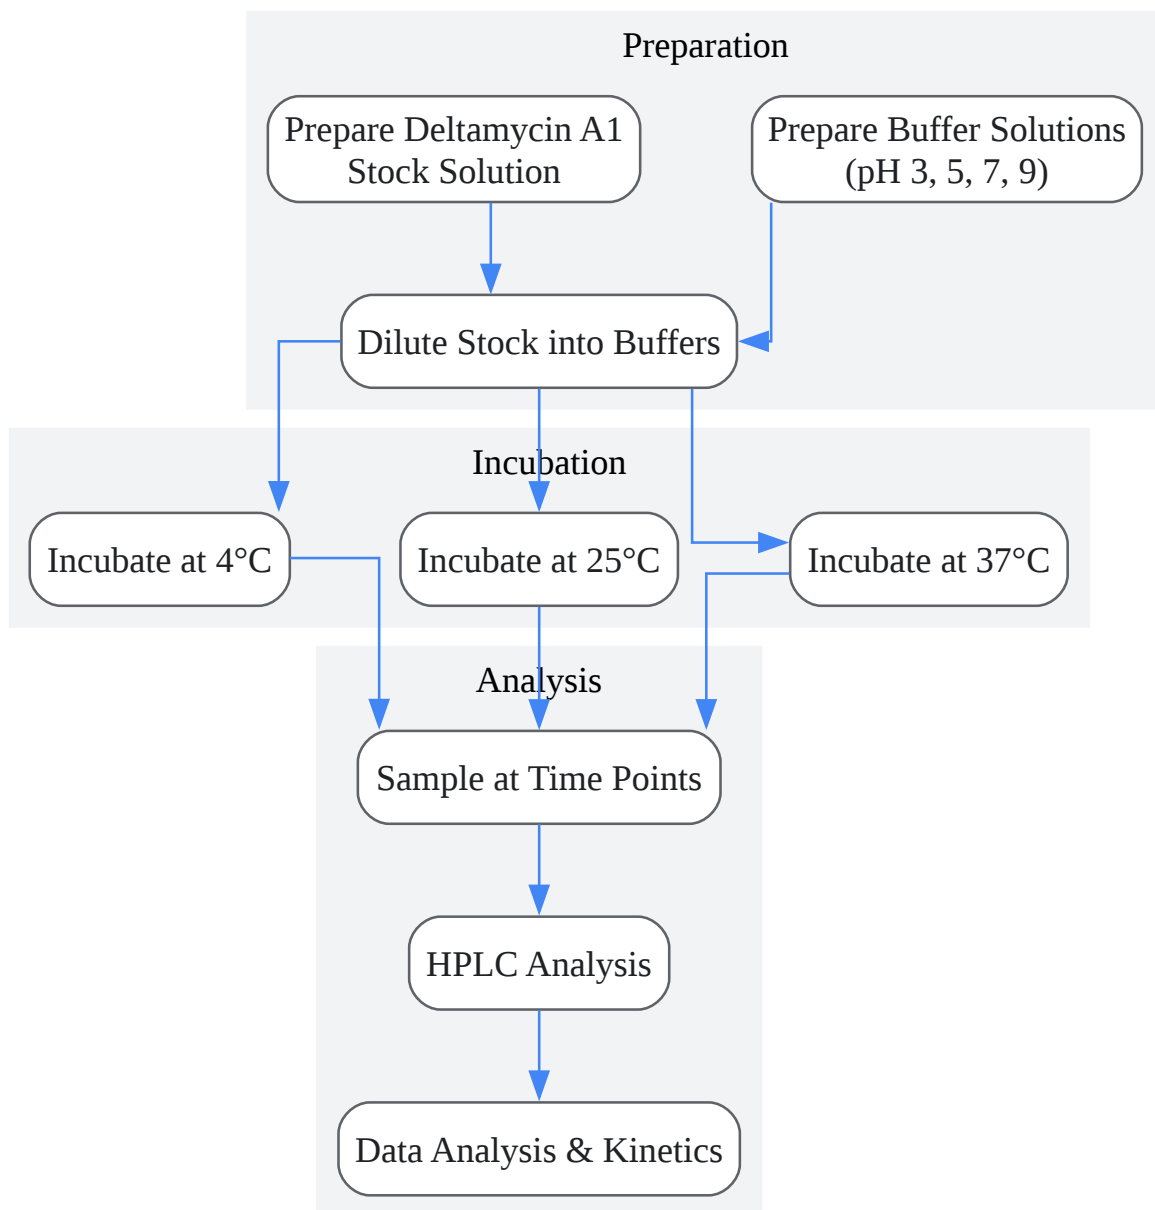 Preparation
Prepare Deltamycin A1
Stock Solution
Prepare Buffer Solutions
(pH 3, 5, 7, 9)
Dilute Stock into Buffers
Incubation
Incubate at 4°C
Incubate at 25°C
Incubate at 37°C
Analysis
Sample at Time Points
HPLC Analysis
Data Analysis & Kinetics